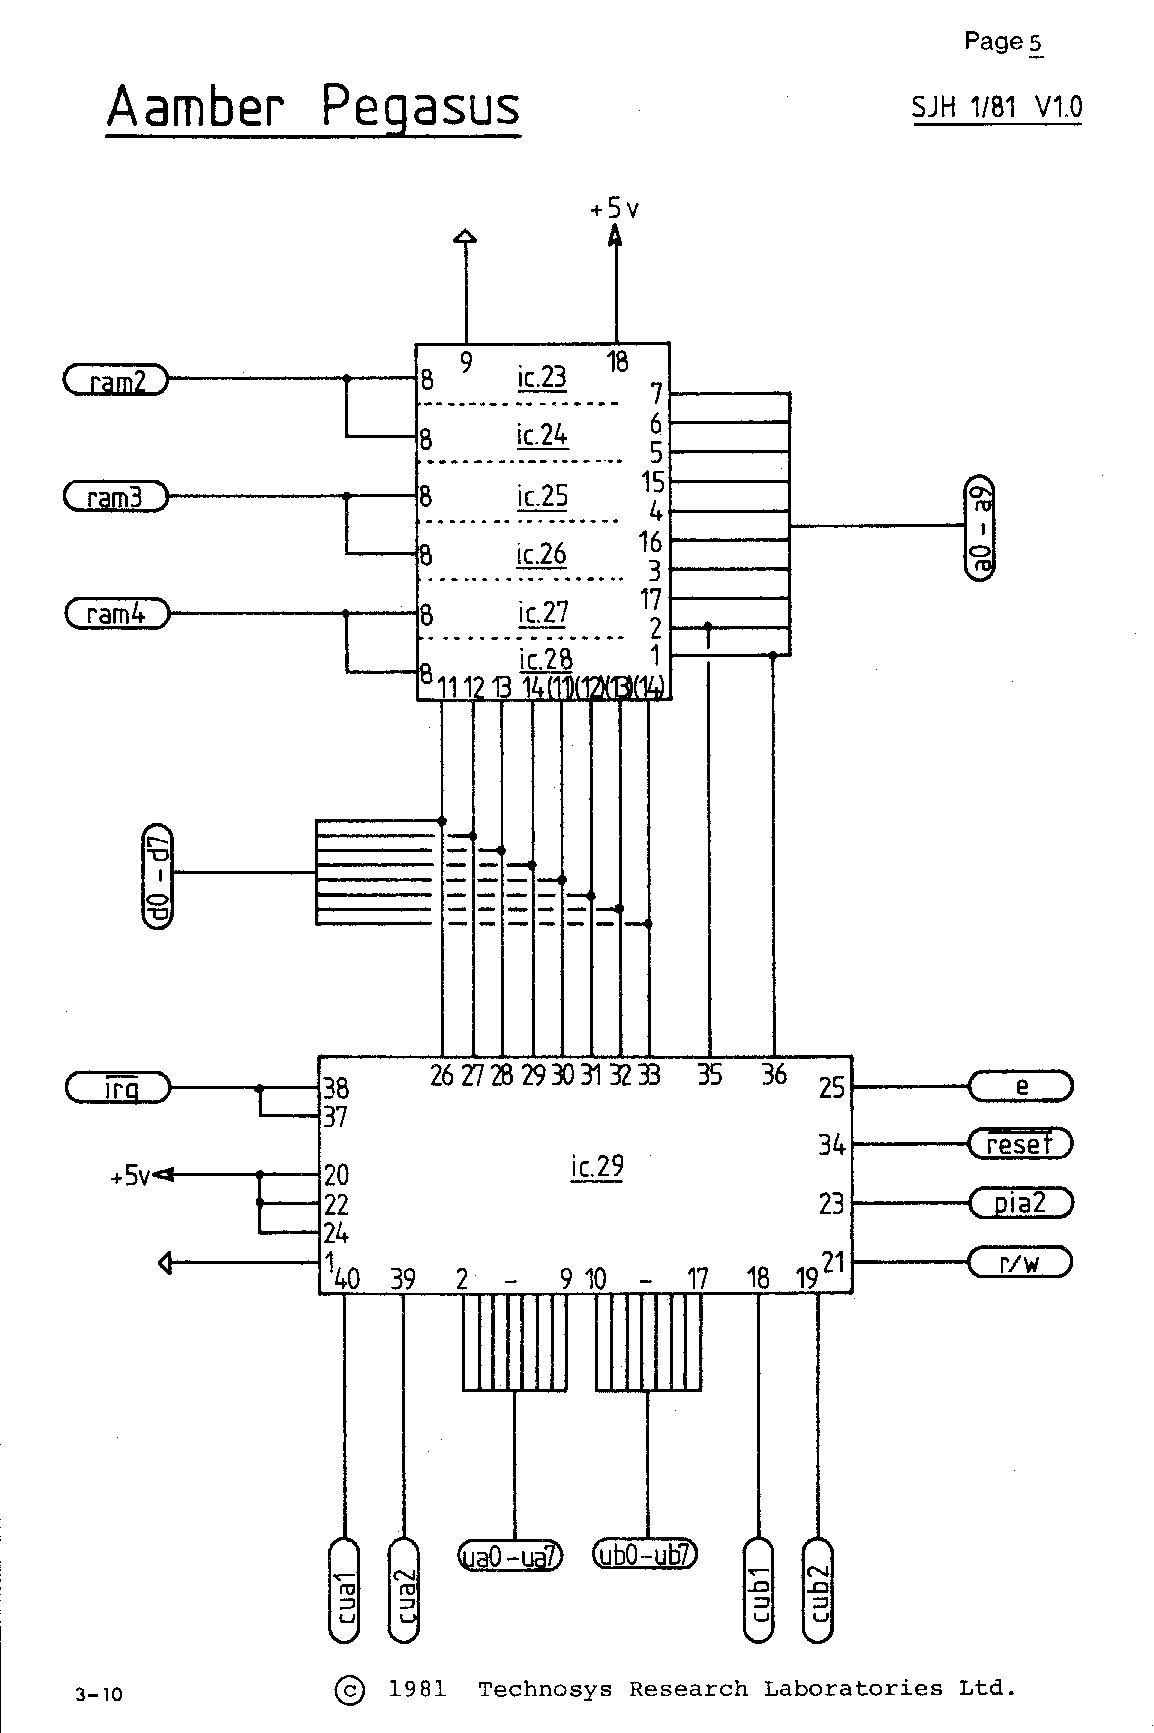 Page 5
Aamber Pegasus
SJH 1/81 V1.0
+5v
9
18
ram2
8
ic.23
7
6
8
ic.24
5
15
ram3
8
ic.25
4
16
8
ic.26
3
17
ram4
8
ic.27
2
1
8
ic.28
11 12 13 14 (11)(12)(13)(14)
a0 - a9
d0 - d7
26 27 28 29 30 31 32 33 35 36
irq
38
37
25
e
34
reset
+5v
20
22
24
ic.29
23
pia2
1
21
r/w
40 39 2 - 9 10 - 17 18 19
cua1
cua2
ua0-ua7
ub0-ub7
cub1
cub2
3-10
© 1981 Technosys Research Laboratories Ltd.